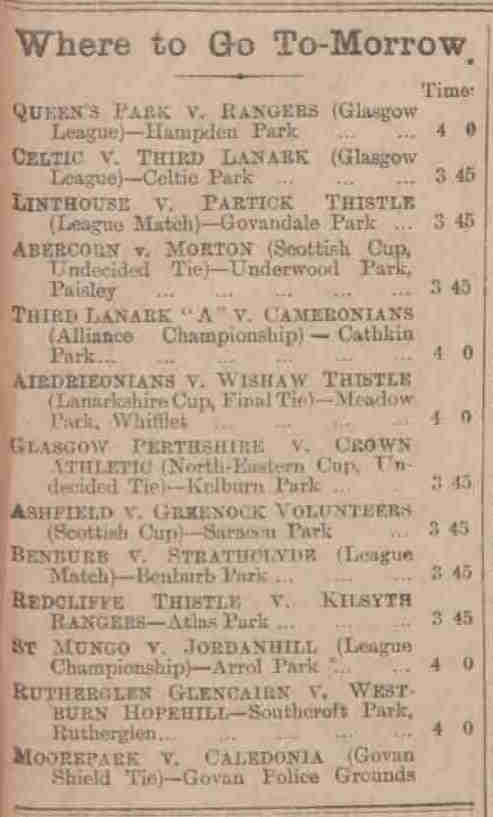 Where to Go To-Morrow.
Time:
QUEEN'S PARK V. RANGERS (Glasgow
League)—Hampden Park ... ... 4 0
CELTIC V. THIRD LANARK (Glasgow
League)—Celtic Park ... ... ... 3 45
LINTHOUSE V. PARTICK THISTLE
(League Match)—Govandale Park ... 3 45
ABERCORN v. MORTON (Scottish Cup,
Undecided Tie)—Underwood Park,
Paisley ... ... ... ... ... 3 45
THIRD LANARK "A" V. CAMERONIANS
(Alliance Championship) — Cathkin
Park... ... ... ... ... ... 4 0
AIRDRIEONIANS V. WISHAW THISTLE
(Lanarkshire Cup, Final Tie)—Meadow
Park, Whifflet ... ... ... ... 4 0
GLASGOW PERTHSHIRE V. CROWN
ATHLETIC (North-Eastern Cup, Un-
decided Tie)—Kelburn Park ... .. 3 45
ASHFIELD V. GREENOCK VOLUNTEERS
(Scottish Cup)—Saracen Park ... 3 45
BENBURB V. STRATHCLYDE (League
Match)—Benburb Park ... ... ... 3 45
REDCLIFFE THISTLE V. KILSYTH
RANGERS—Atlas Park ... ... ... 3 45
ST MUNGO V. JORDANHILL (League
Championship)—Arrol Park ... ... 4 0
RUTHERGLEN GLENCAIRN V. WEST-
BURN HOPEHILL—Southcroft Park,
Rutherglen... ... ... ... ... 4 0
MOOREPARK V. CALEDONIA (Govan
Shield Tie)—Govan Police Grounds